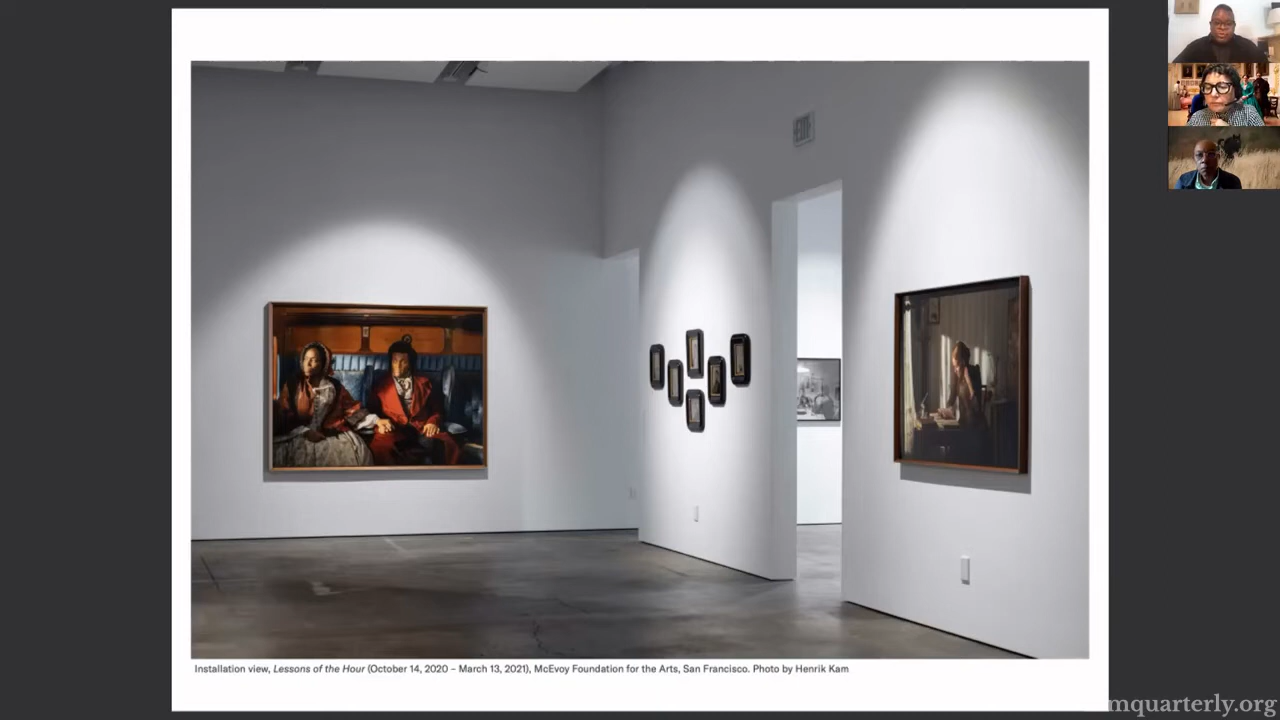 EXIT
Installation view, Lessons of the Hour (October 14, 2020 – March 13, 2021), McEvoy Foundation for the Arts, San Francisco. Photo by Henrik Kam
mquarterly.org